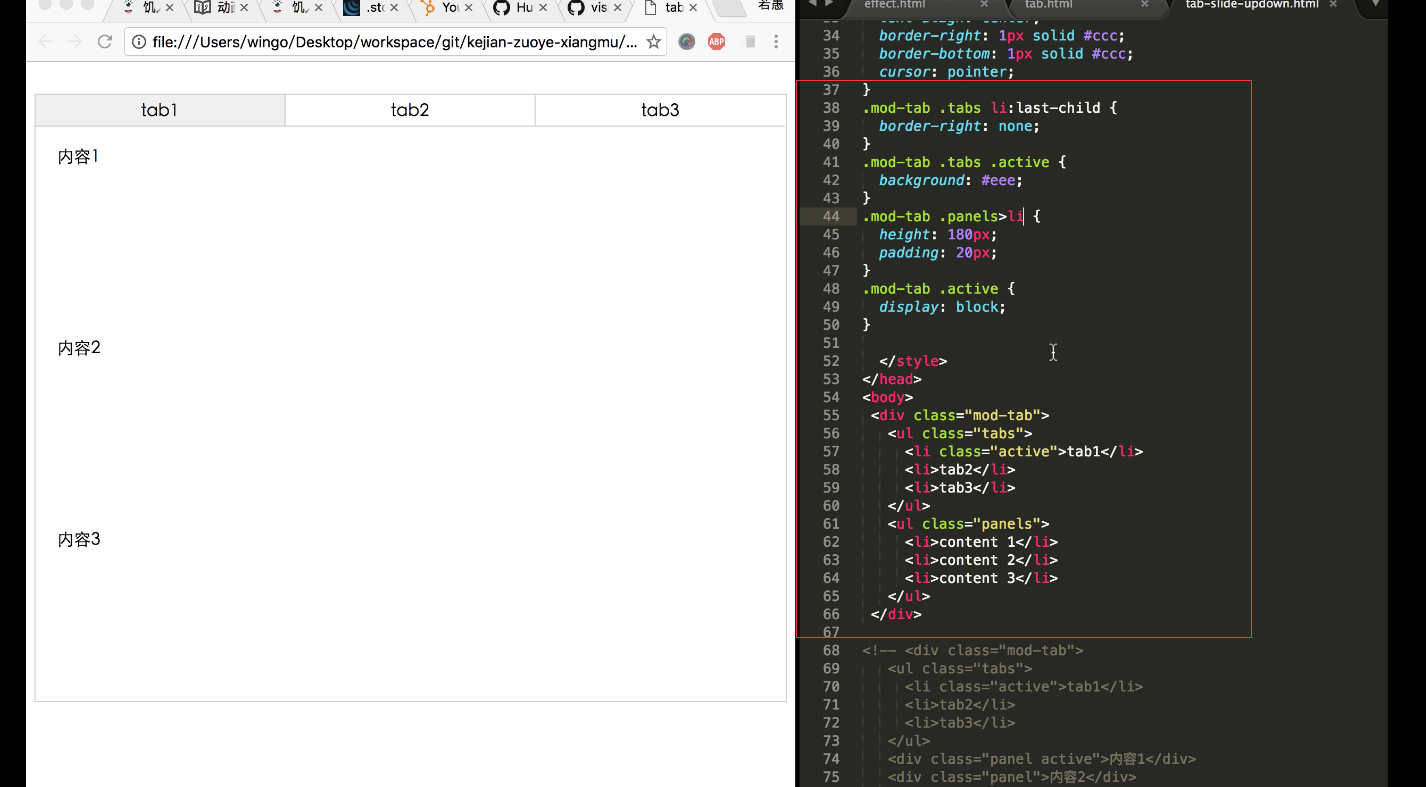 饥 动 饥 .sto You Hu vis tab 若愚
file:///Users/wingo/Desktop/workspace/git/kejian-zuoye-xiangmu/...
ABP
tab1 tab2 tab3
内容1
内容2
内容3
effect.html tab.html tab-slide-updown.html
34 border-right: 1px solid #ccc;
35 border-bottom: 1px solid #ccc;
36 cursor: pointer;
37 }
38 .mod-tab .tabs li:last-child {
39 border-right: none;
40 }
41 .mod-tab .tabs .active {
42 background: #eee;
43 }
44 .mod-tab .panels>li {
45 height: 180px;
46 padding: 20px;
47 }
48 .mod-tab .active {
49 display: block;
50 }
51
52 </style>
53 </head>
54 <body>
55 <div class="mod-tab">
56 <ul class="tabs">
57 <li class="active">tab1</li>
58 <li>tab2</li>
59 <li>tab3</li>
60 </ul>
61 <ul class="panels">
62 <li>content 1</li>
63 <li>content 2</li>
64 <li>content 3</li>
65 </ul>
66 </div>
67
68 <!-- <div class="mod-tab">
69 <ul class="tabs">
70 <li class="active">tab1</li>
71 <li>tab2</li>
72 <li>tab3</li>
73 </ul>
74 <div class="panel active">内容1</div>
75 <div class="panel">内容2</div>